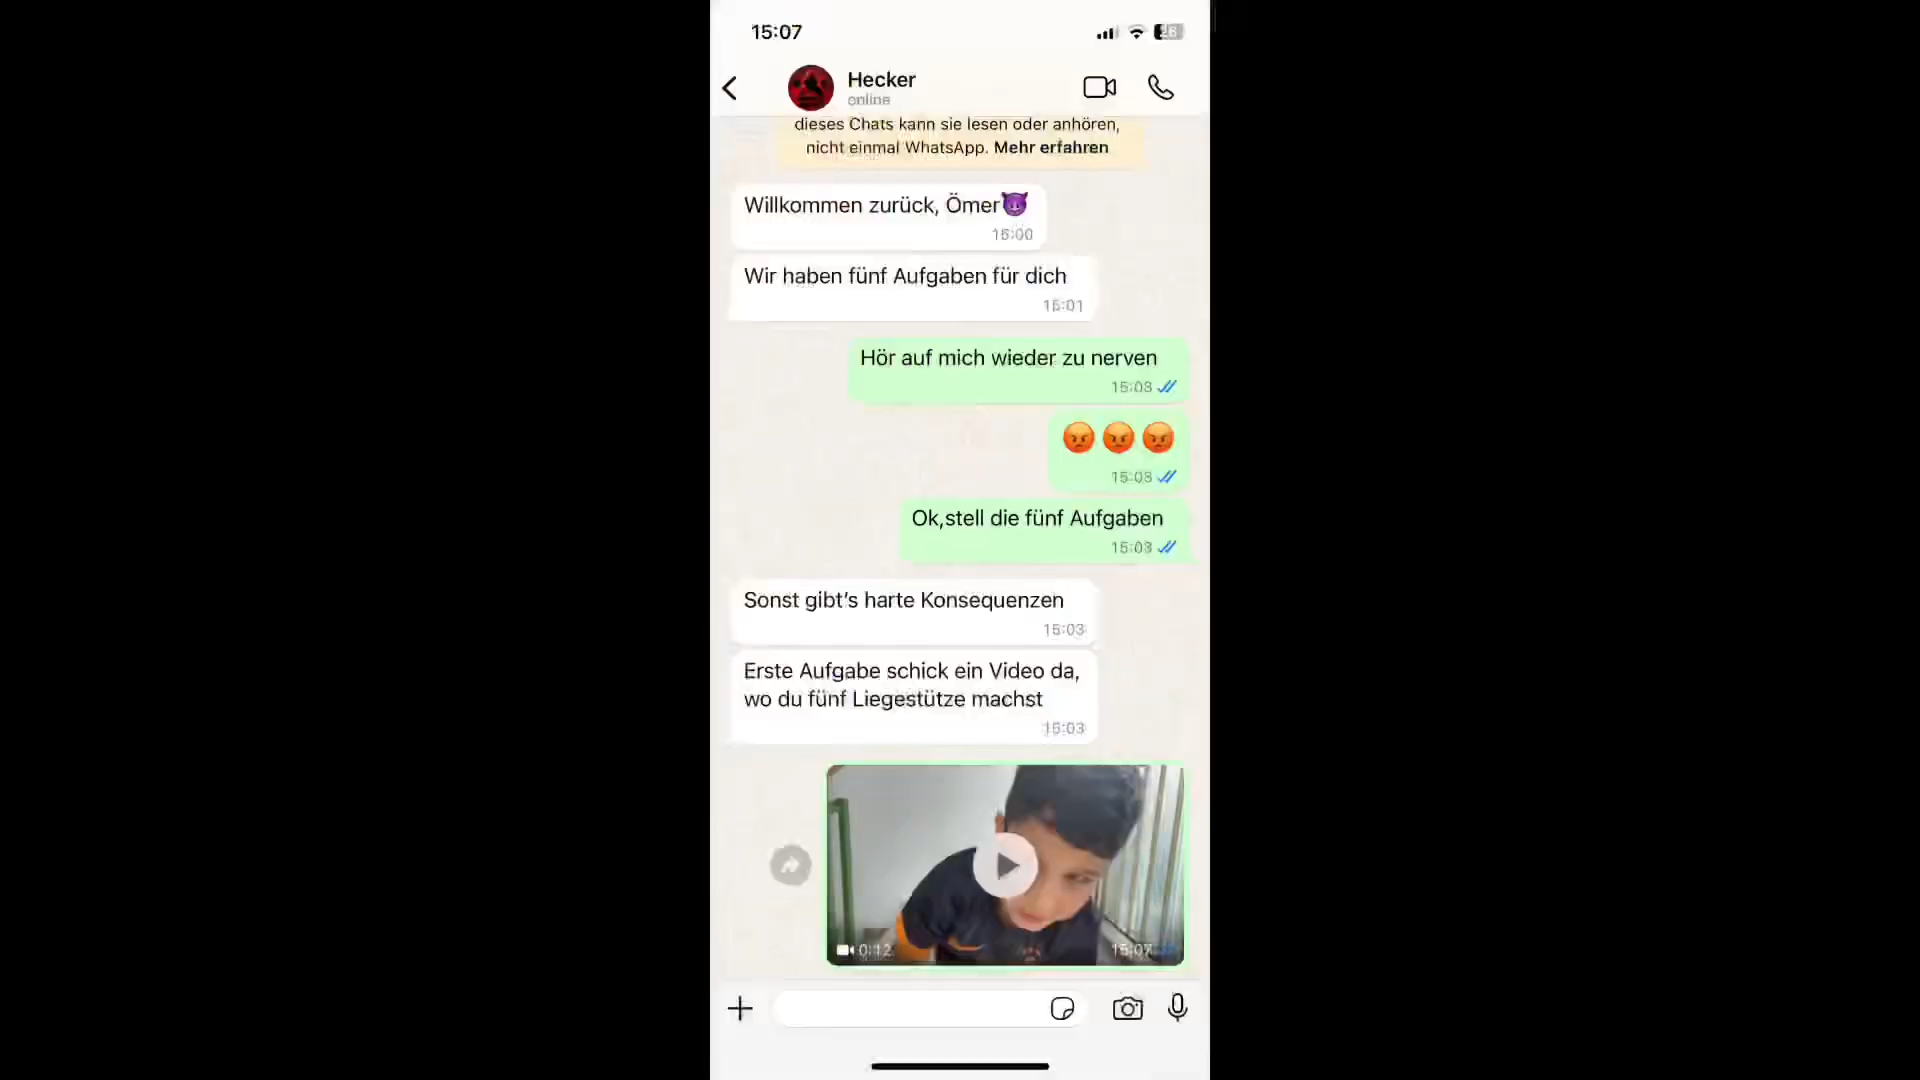 15:07
26
Hecker
online
dieses Chats kann sie lesen oder anhören,
nicht einmal WhatsApp. Mehr erfahren
Willkommen zurück, Ömer😈
15:00
Wir haben fünf Aufgaben für dich
15:01
Hör auf mich wieder zu nerven
15:03
😡😡😡
15:03
Ok,stell die fünf Aufgaben
15:03
Sonst gibt’s harte Konsequenzen
15:03
Erste Aufgabe schick ein Video da,
wo du fünf Liegestütze machst
15:03
0:12
15:07